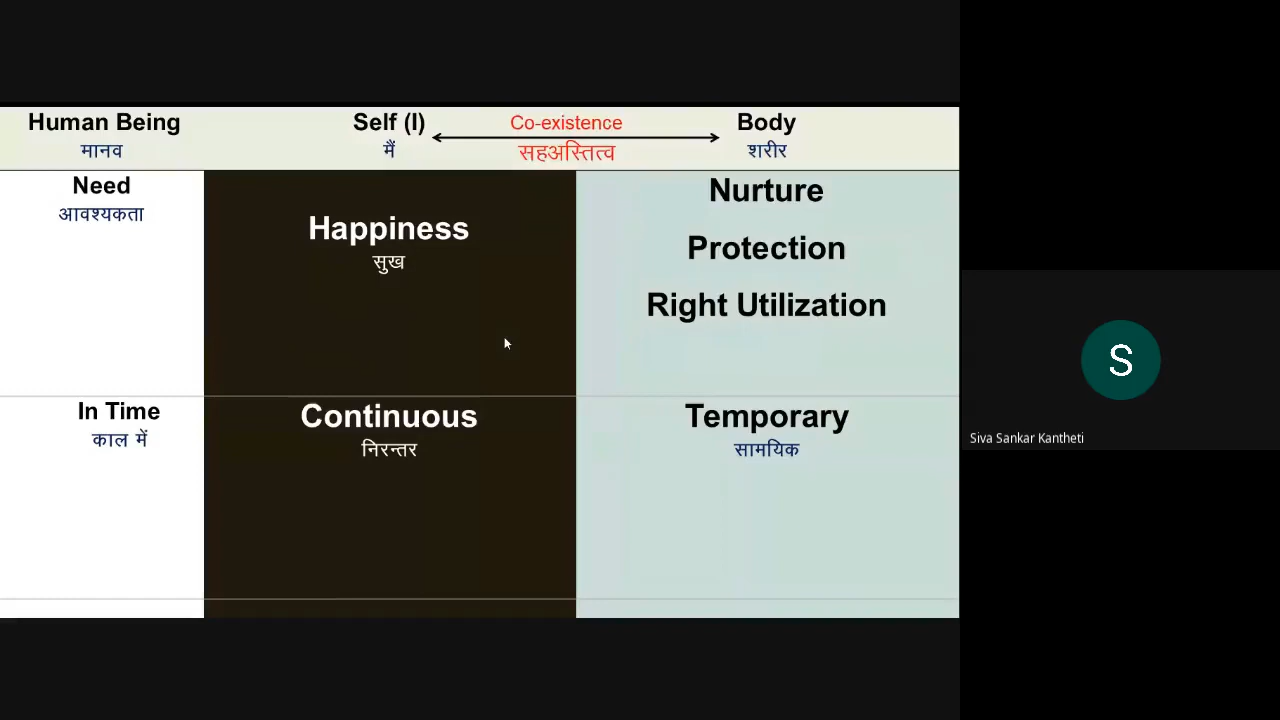 Human Being
मानव
Self (I)
मैं
Co-existence
सहअस्तित्व
Body
शरीर
Need
आवश्यकता
Happiness
सुख
Nurture
Protection
Right Utilization
In Time
काल में
Continuous
निरन्तर
Temporary
सामयिक
S
Siva Sankar Kantheti